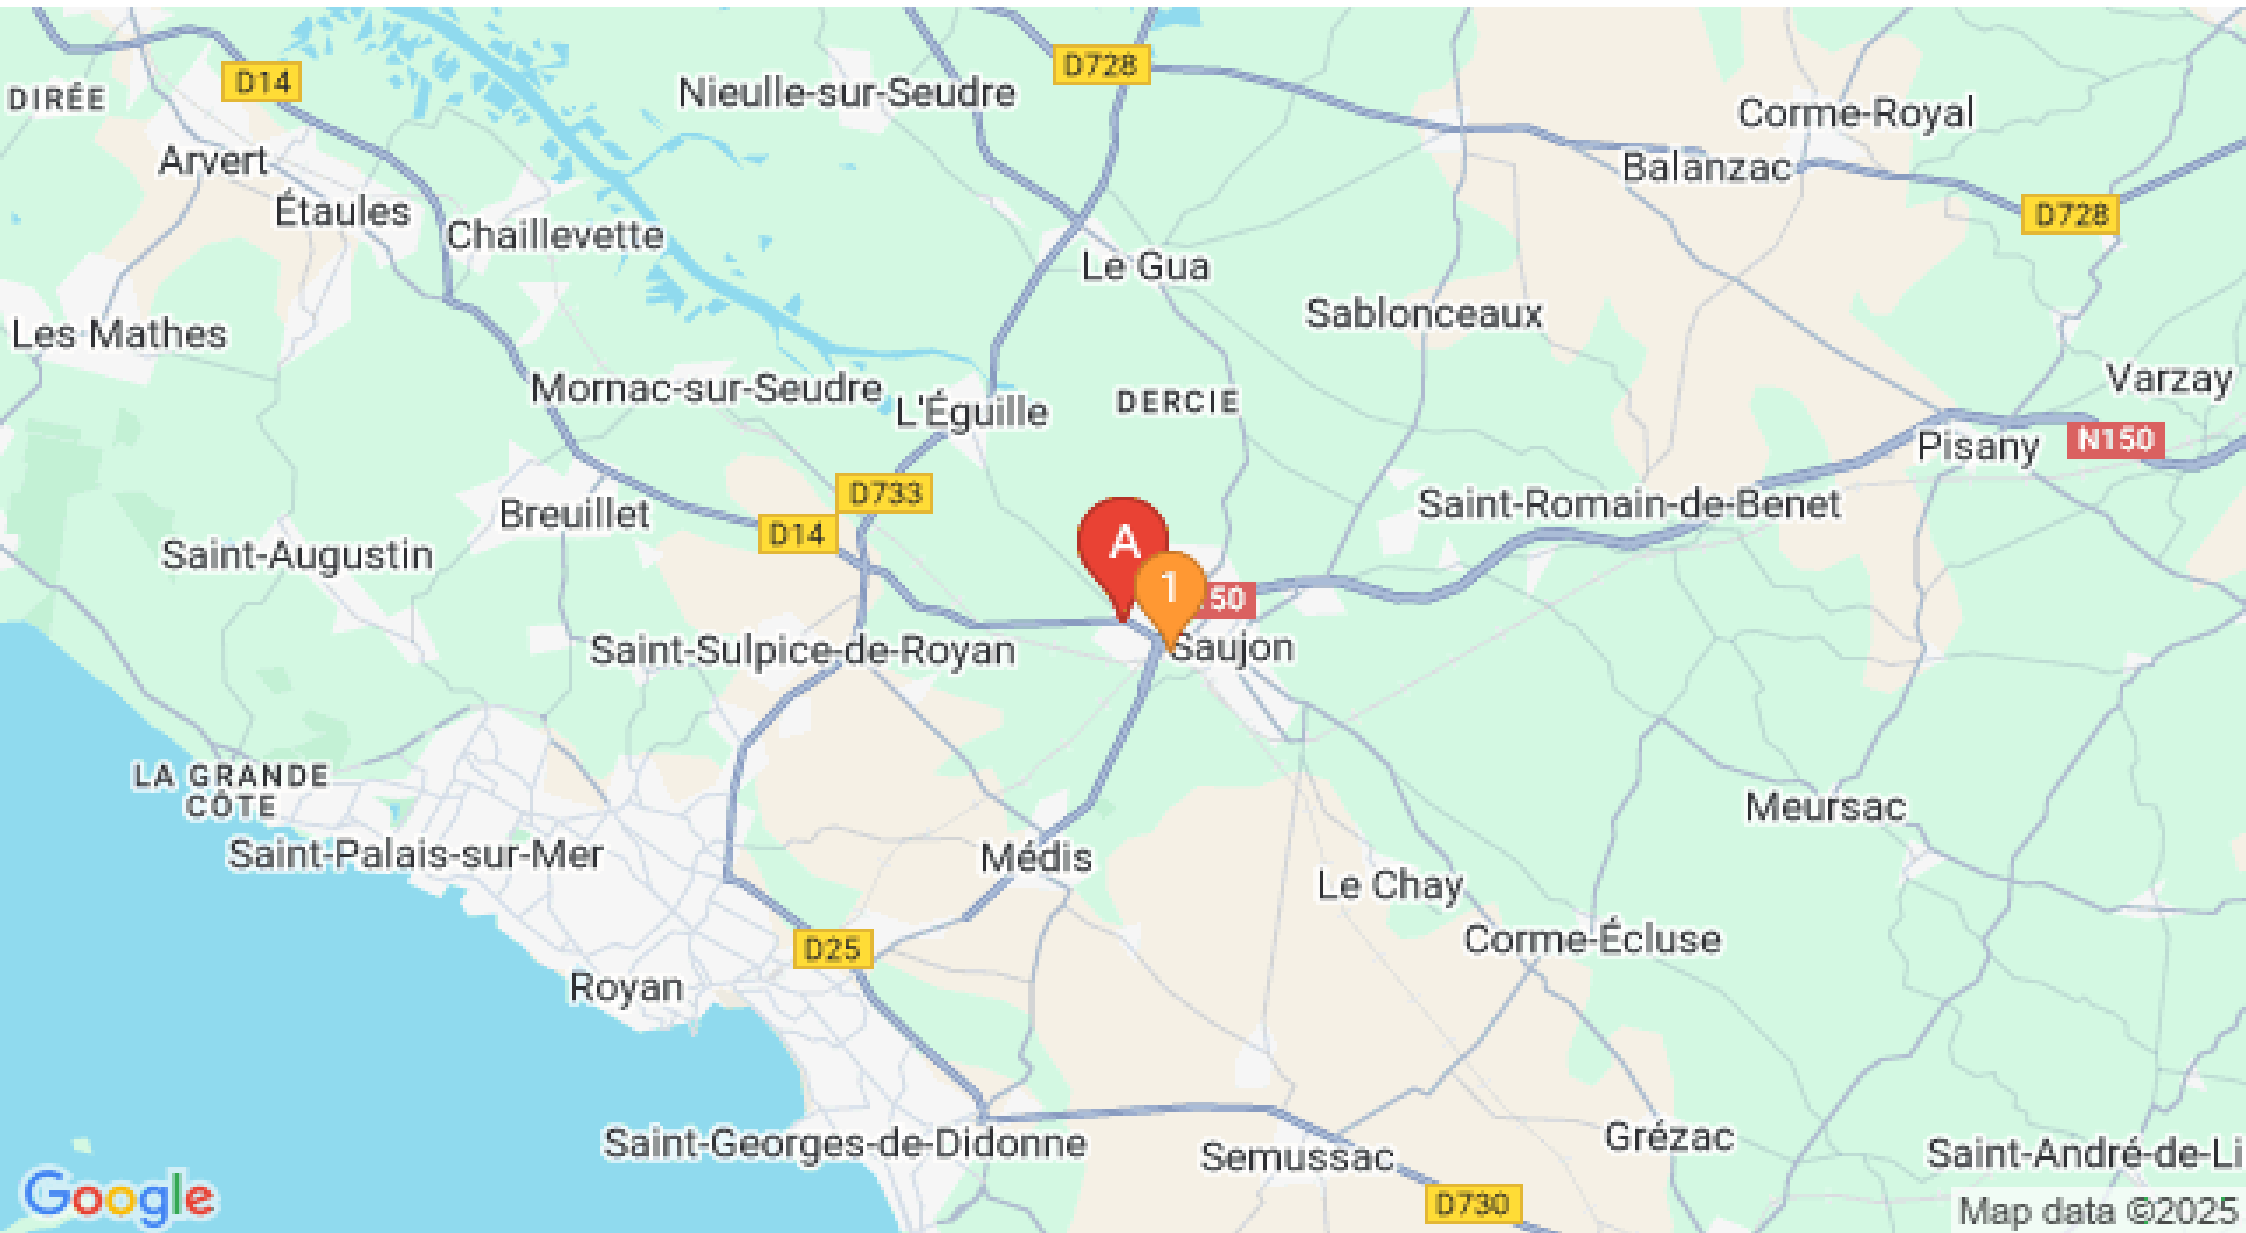 D728
D14
DIRÉE
Nieulle-sur-Seudre
Corme-Royal
Arvert
Balanzac
Étaules
D728
Chaillevette
Le Gua
Sablonceaux
Les Mathes
Varzay
Mornac-sur-Seudre
DERCIE
L'Éguille
N150
Pisany
D733
Saint-Romain-de-Benet
Breuillet
D14
A
Saint-Augustin
1
50
Saujon
Saint-Sulpice-de-Royan
LA GRANDE
CÔTE
Meursac
Saint-Palais-sur-Mer
Médis
Le Chay
Corme-Écluse
D25
Royan
Grézac
Saint-Georges-de-Didonne
Semussac
Saint-André-de-Li
Google
D730
Map data ©2025